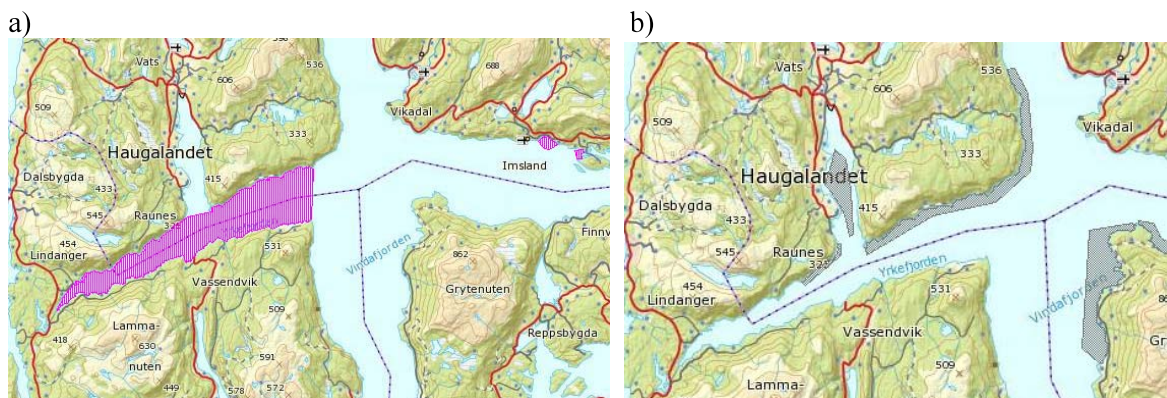 a)
b)
Vats
606
536
688
509
Vikadal
333
Haugalandet
Imsland
Dalsbygda
415
433
Raunes
545
454
Lindanger
531
Vindafjorden
862
Finnv
Vassendvik
Grytenuten
509
Lamma-
nuten
418
630
Reppsbygda
591
449
578
572
536
Vats
606
509
Vikadal
333
Haugalandet
Dalsbygda
415
433
Raunes
545
323
Yrkefjorden
454
Lindanger
531
Vindafjorden
Vassendvik
Gr
509
Lamma-